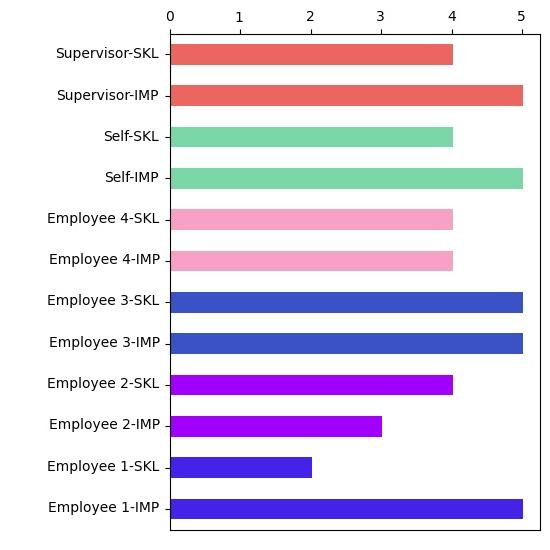 0 1 2 3 4 5
Supervisor-SKL
Supervisor-IMP
Self-SKL
Self-IMP
Employee 4-SKL
Employee 4-IMP
Employee 3-SKL
Employee 3-IMP
Employee 2-SKL
Employee 2-IMP
Employee 1-SKL
Employee 1-IMP